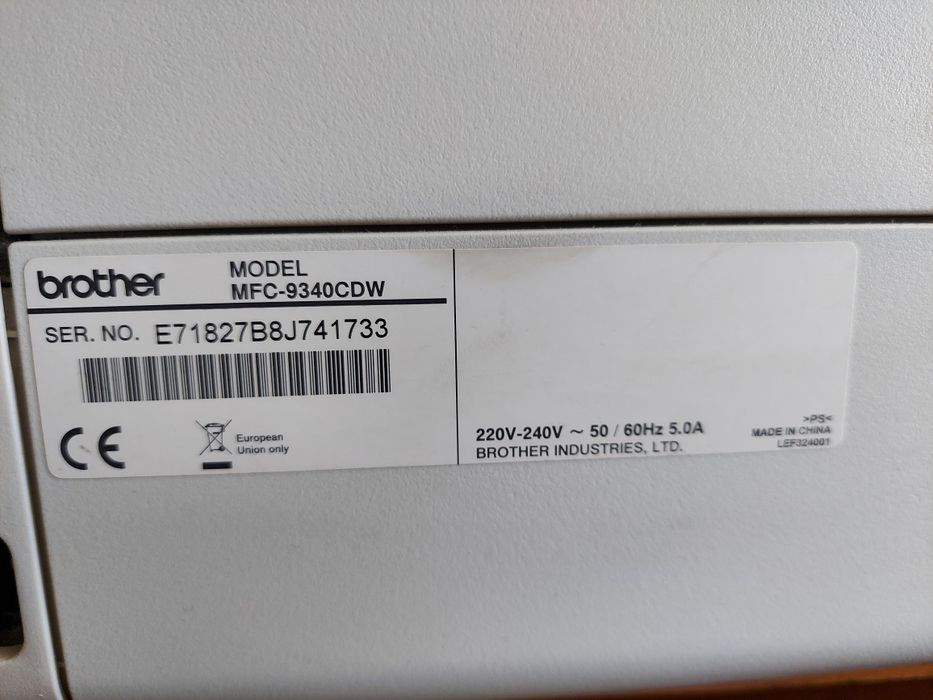 brother
MODEL
MFC-9340CDW
SER. NO. E71827B8J741733
CE
European
Union only
220V-240V ~ 50 / 60Hz 5.0A
BROTHER INDUSTRIES, LTD.
>PS<
MADE IN CHINA
LEF324001